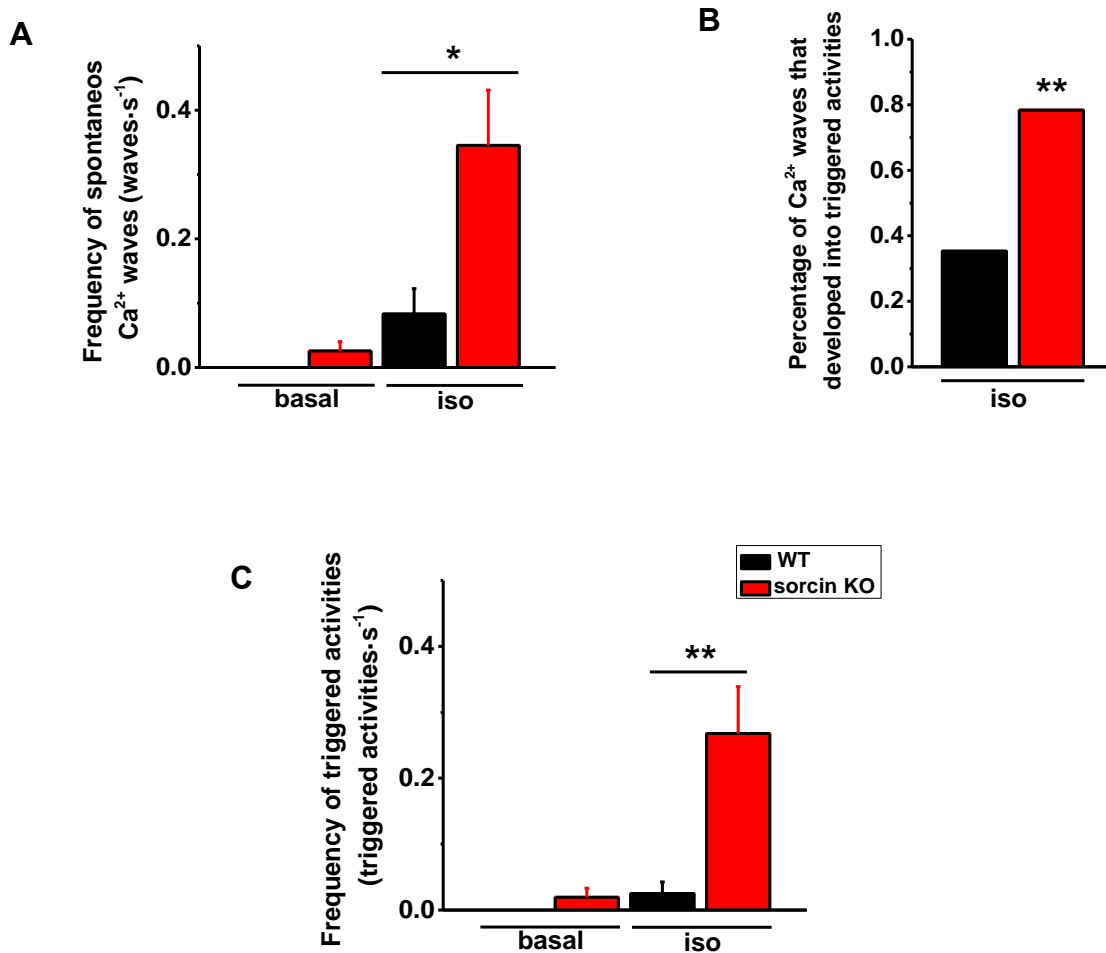 A
Frequency of spontaneos
Ca²⁺ waves (waves·s⁻¹)
0.4
0.2
0.0
*
basal
iso
B
Percentage of Ca²⁺ waves that
developed into triggered activities
1.0
0.8
0.6
0.4
0.2
0.0
**
iso
C
Frequency of triggered activities
(triggered activities·s⁻¹)
0.4
0.2
0.0
**
basal
iso
WT
sorcin KO